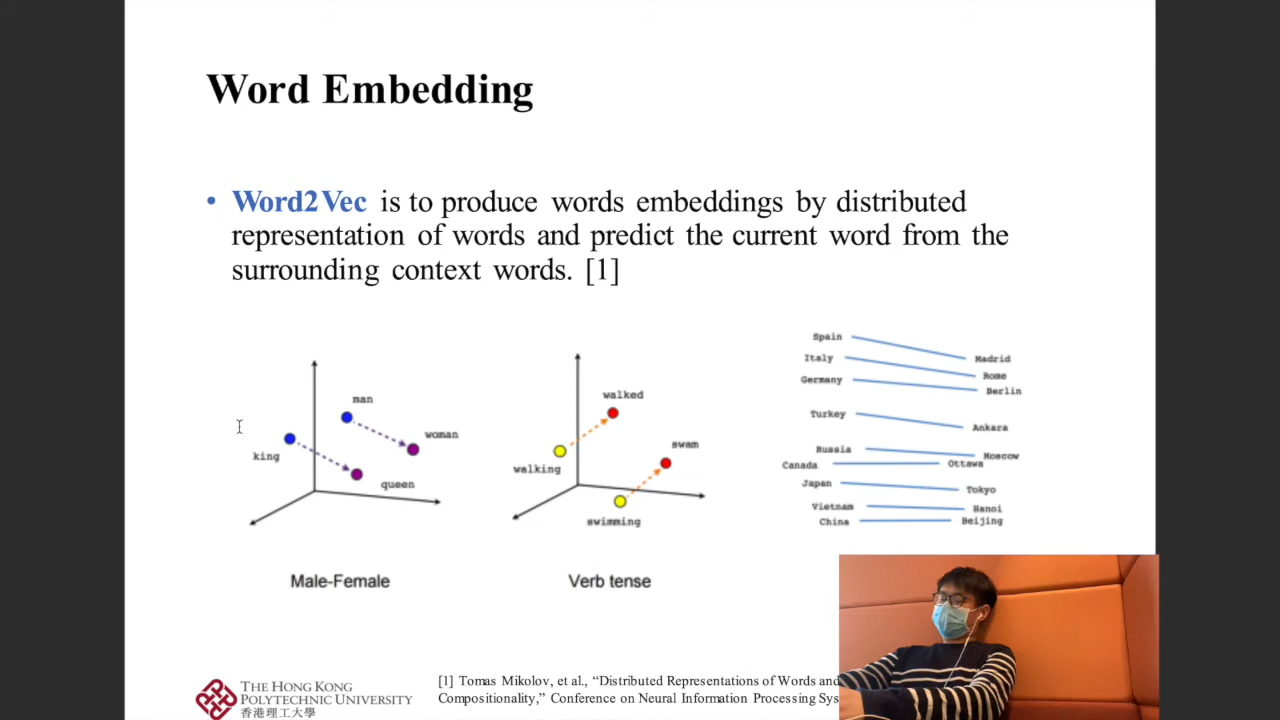 Word Embedding
• Word2Vec is to produce words embeddings by distributed
representation of words and predict the current word from the
surrounding context words. [1]
man
woman
king
queen
Male-Female
walked
swam
walking
swimming
Verb tense
Spain Madrid
Italy Rome
Germany Berlin
Turkey Ankara
Russia Moscow
Canada Ottawa
Japan Tokyo
Vietnam Hanoi
China Beijing
THE HONG KONG
POLYTECHNIC UNIVERSITY
香港理工大學
[1] Tomas Mikolov, et al., “Distributed Representations of Words and
Compositionality,” Conference on Neural Information Processing Sys